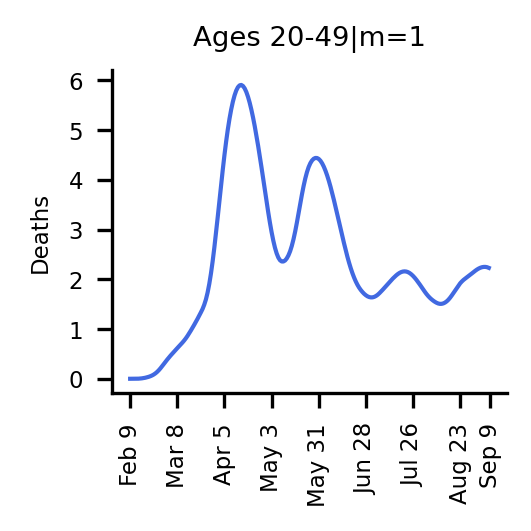 Ages 20-49|m=1
Deaths
6
5
4
3
2
1
0
Feb 9
Mar 8
Apr 5
May 3
May 31
Jun 28
Jul 26
Aug 23
Sep 9